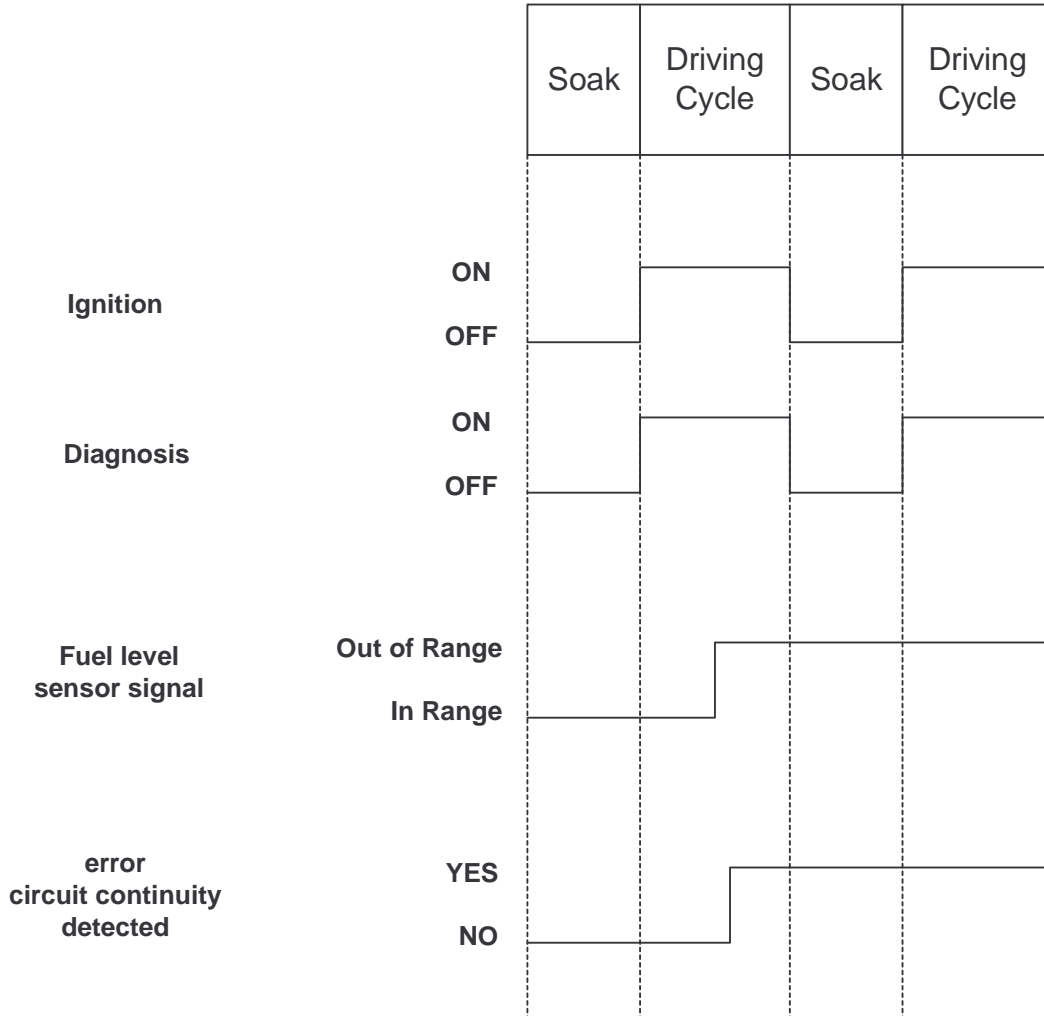 Soak
Driving
Cycle
Soak
Driving
Cycle
Ignition
ON
OFF
Diagnosis
ON
OFF
Fuel level
sensor signal
Out of Range
In Range
error
circuit continuity
detected
YES
NO